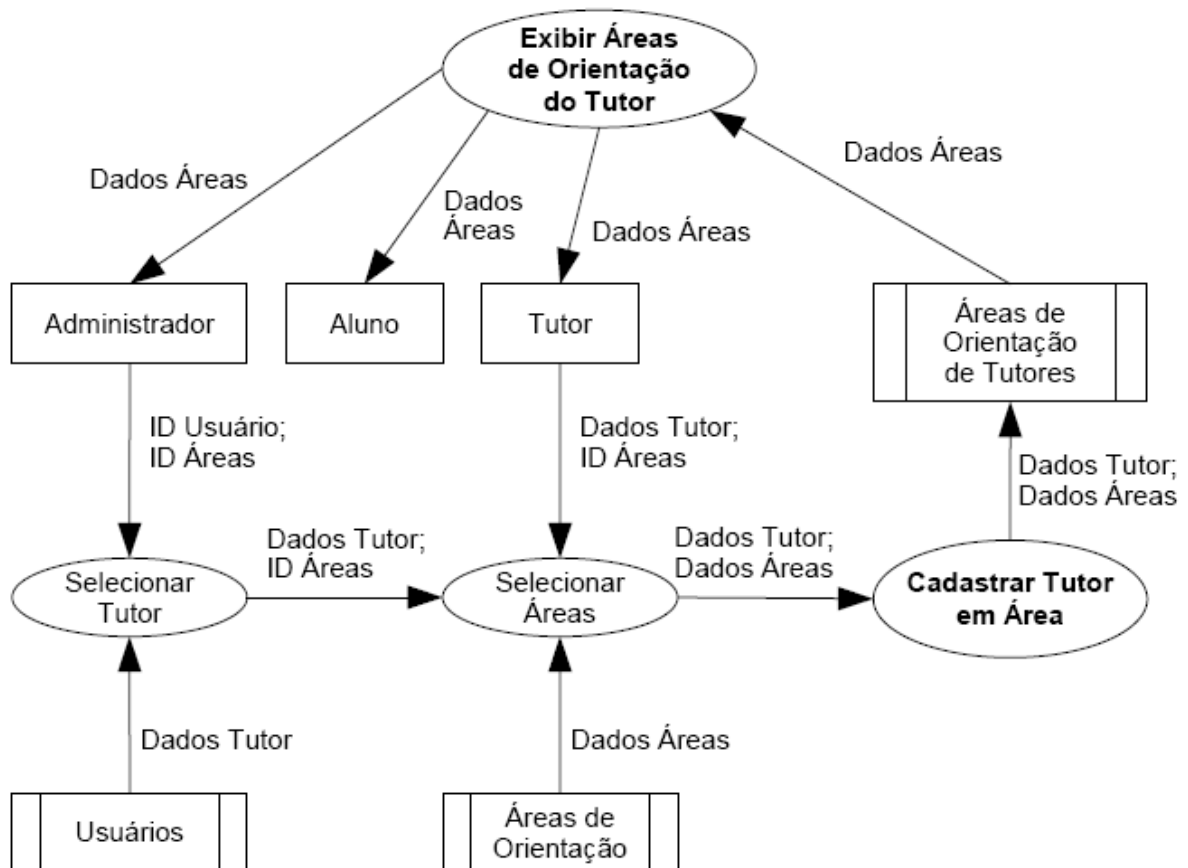 Exibir Áreas
de Orientação
do Tutor
Dados Áreas
Dados
Áreas
Dados Áreas
Dados Áreas
Administrador
Aluno
Tutor
Áreas de
Orientação
de Tutores
ID Usuário;
ID Áreas
Dados Tutor;
ID Áreas
Dados Tutor;
Dados Áreas
Dados Tutor;
ID Áreas
Dados Tutor;
Dados Áreas
Selecionar
Tutor
Selecionar
Áreas
Cadastrar Tutor
em Área
Dados Tutor
Dados Áreas
Usuários
Áreas de
Orientação